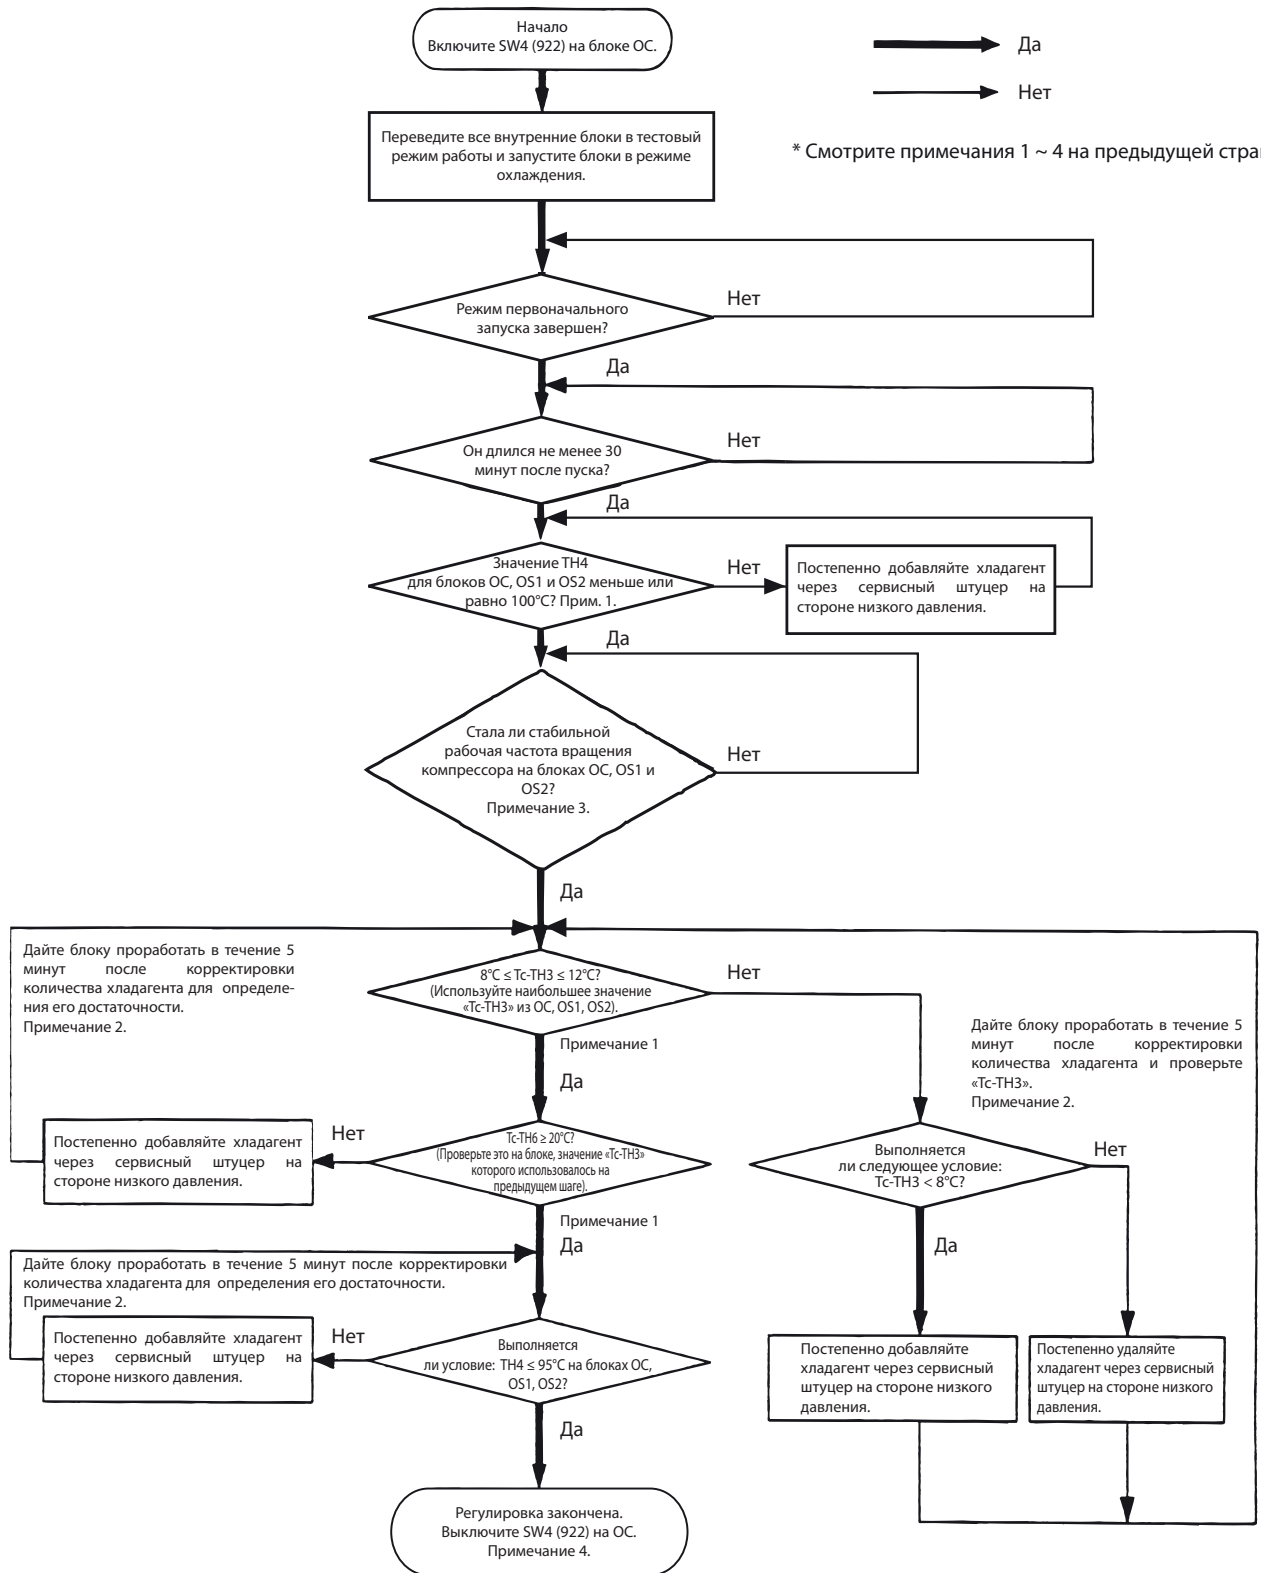 Начало
Включите SW4 (922) на блоке ОС.
Да
Нет
Переведите все внутренние блоки в тестовый
режим работы и запустите блоки в режиме
охлаждения.
* Смотрите примечания 1 ~ 4 на предыдущей стра
Режим первоначального
запуска завершен?
Нет
Да
Он длился не менее 30
минут после пуска?
Нет
Да
Значение TH4
для блоков ОС, OS1 и OS2 меньше или
равно 100°C? Прим. 1.
Нет
Постепенно добавляйте хладагент
через сервисный штуцер на
стороне низкого давления.
Да
Стала ли стабильной
рабочая частота вращения
компрессора на блоках ОС, OS1 и
OS2?
Примечание 3.
Нет
Да
Дайте блоку проработать в течение 5
минут после корректировки
количества хладагента для определе-
ния его достаточности.
Примечание 2.
8°C ≤ Tc-TH3 ≤ 12°C?
(Используйте наибольшее значение
«Tc-TH3» из ОС, OS1, OS2).
Нет
Примечание 1
Да
Дайте блоку проработать в течение 5
минут после корректировки
количества хладагента и проверьте
«Tc-TH3».
Примечание 2.
Постепенно добавляйте хладагент
через сервисный штуцер на
стороне низкого давления.
Нет
Tc-TH6 ≥ 20°C?
(Проверьте это на блоке, значение «Tc-TH3»
которого использовалось на
предыдущем шаге).
Выполняется
ли следующее условие:
Tc-TH3 < 8°C?
Нет
Примечание 1
Да
Да
Дайте блоку проработать в течение 5 минут после корректировки
количества хладагента для определения его достаточности.
Примечание 2.
Постепенно добавляйте хладагент
через сервисный штуцер на
стороне низкого давления.
Нет
Выполняется
ли условие: TH4 ≤ 95°C на блоках ОС,
OS1, OS2?
Постепенно добавляйте
хладагент через сервисный
штуцер на стороне низкого
давления.
Постепенно удаляйте
хладагент через сервисный
штуцер на стороне низкого
давления.
Да
Регулировка закончена.
Выключите SW4 (922) на ОС.
Примечание 4.